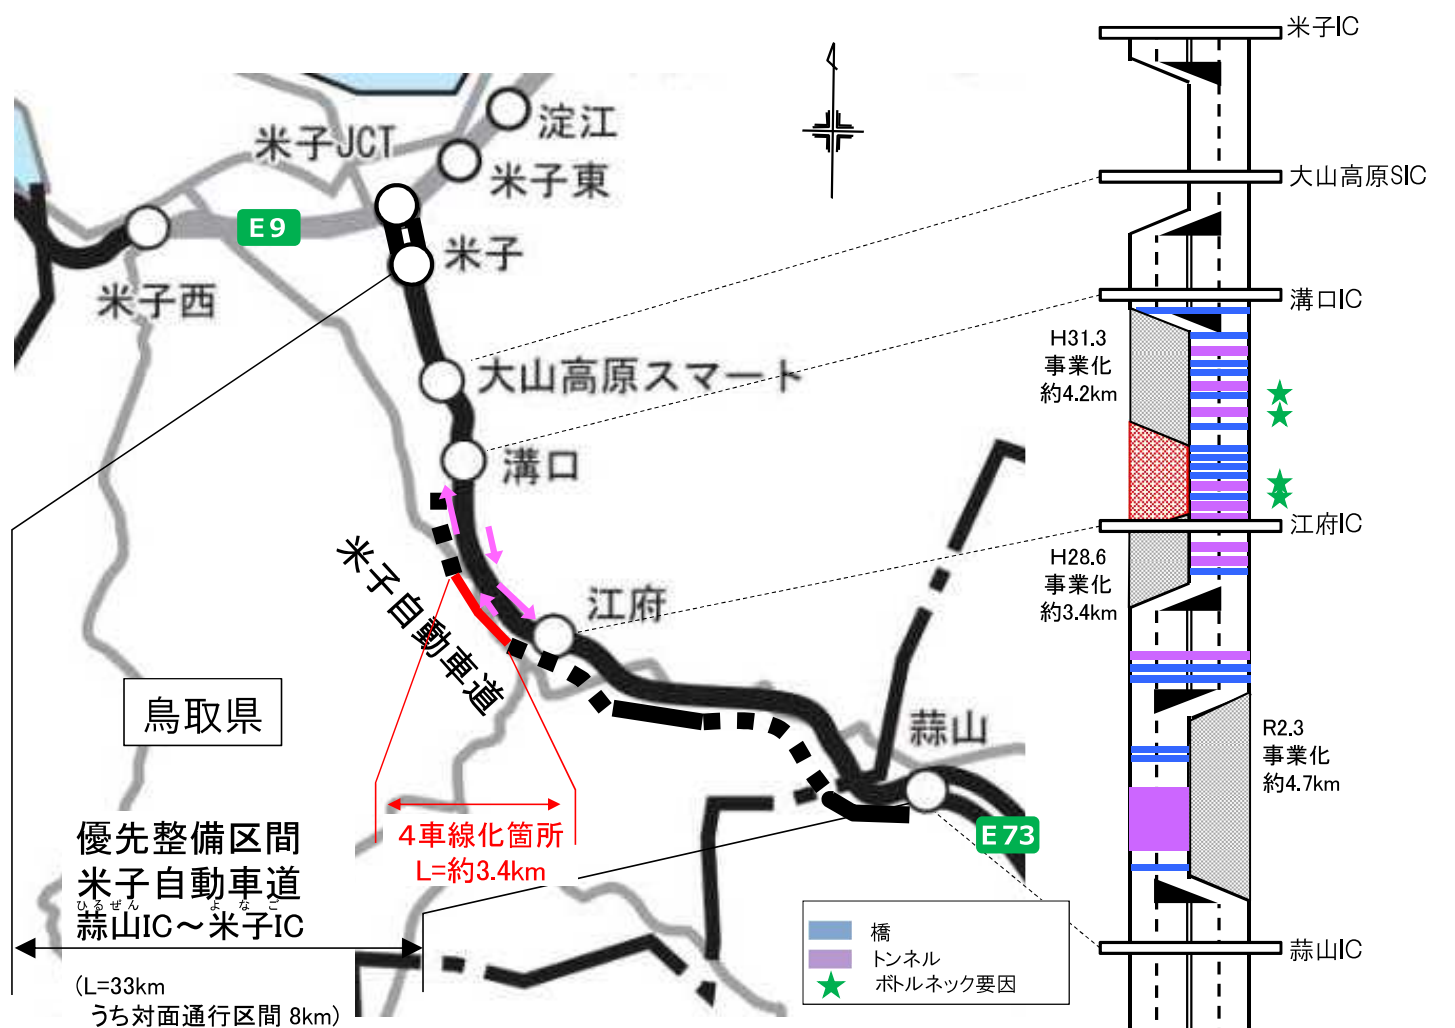 米子IC
淀江
米子JCT
米子東
大山高原SIC
E9
米子
米子西
溝口IC
H31.3
事業化
約4.2km
大山高原スマート
溝口
江府IC
米子自動車道
江府
H28.6
事業化
約3.4km
鳥取県
蒜山
R2.3
事業化
約4.7km
4車線化箇所
L=約3.4km
E73
優先整備区間
米子自動車道
ひるぜん よなご
蒜山IC～米子IC
(L=33km
うち対面通行区間 8km)
橋
トンネル
ボトルネック要因
蒜山IC